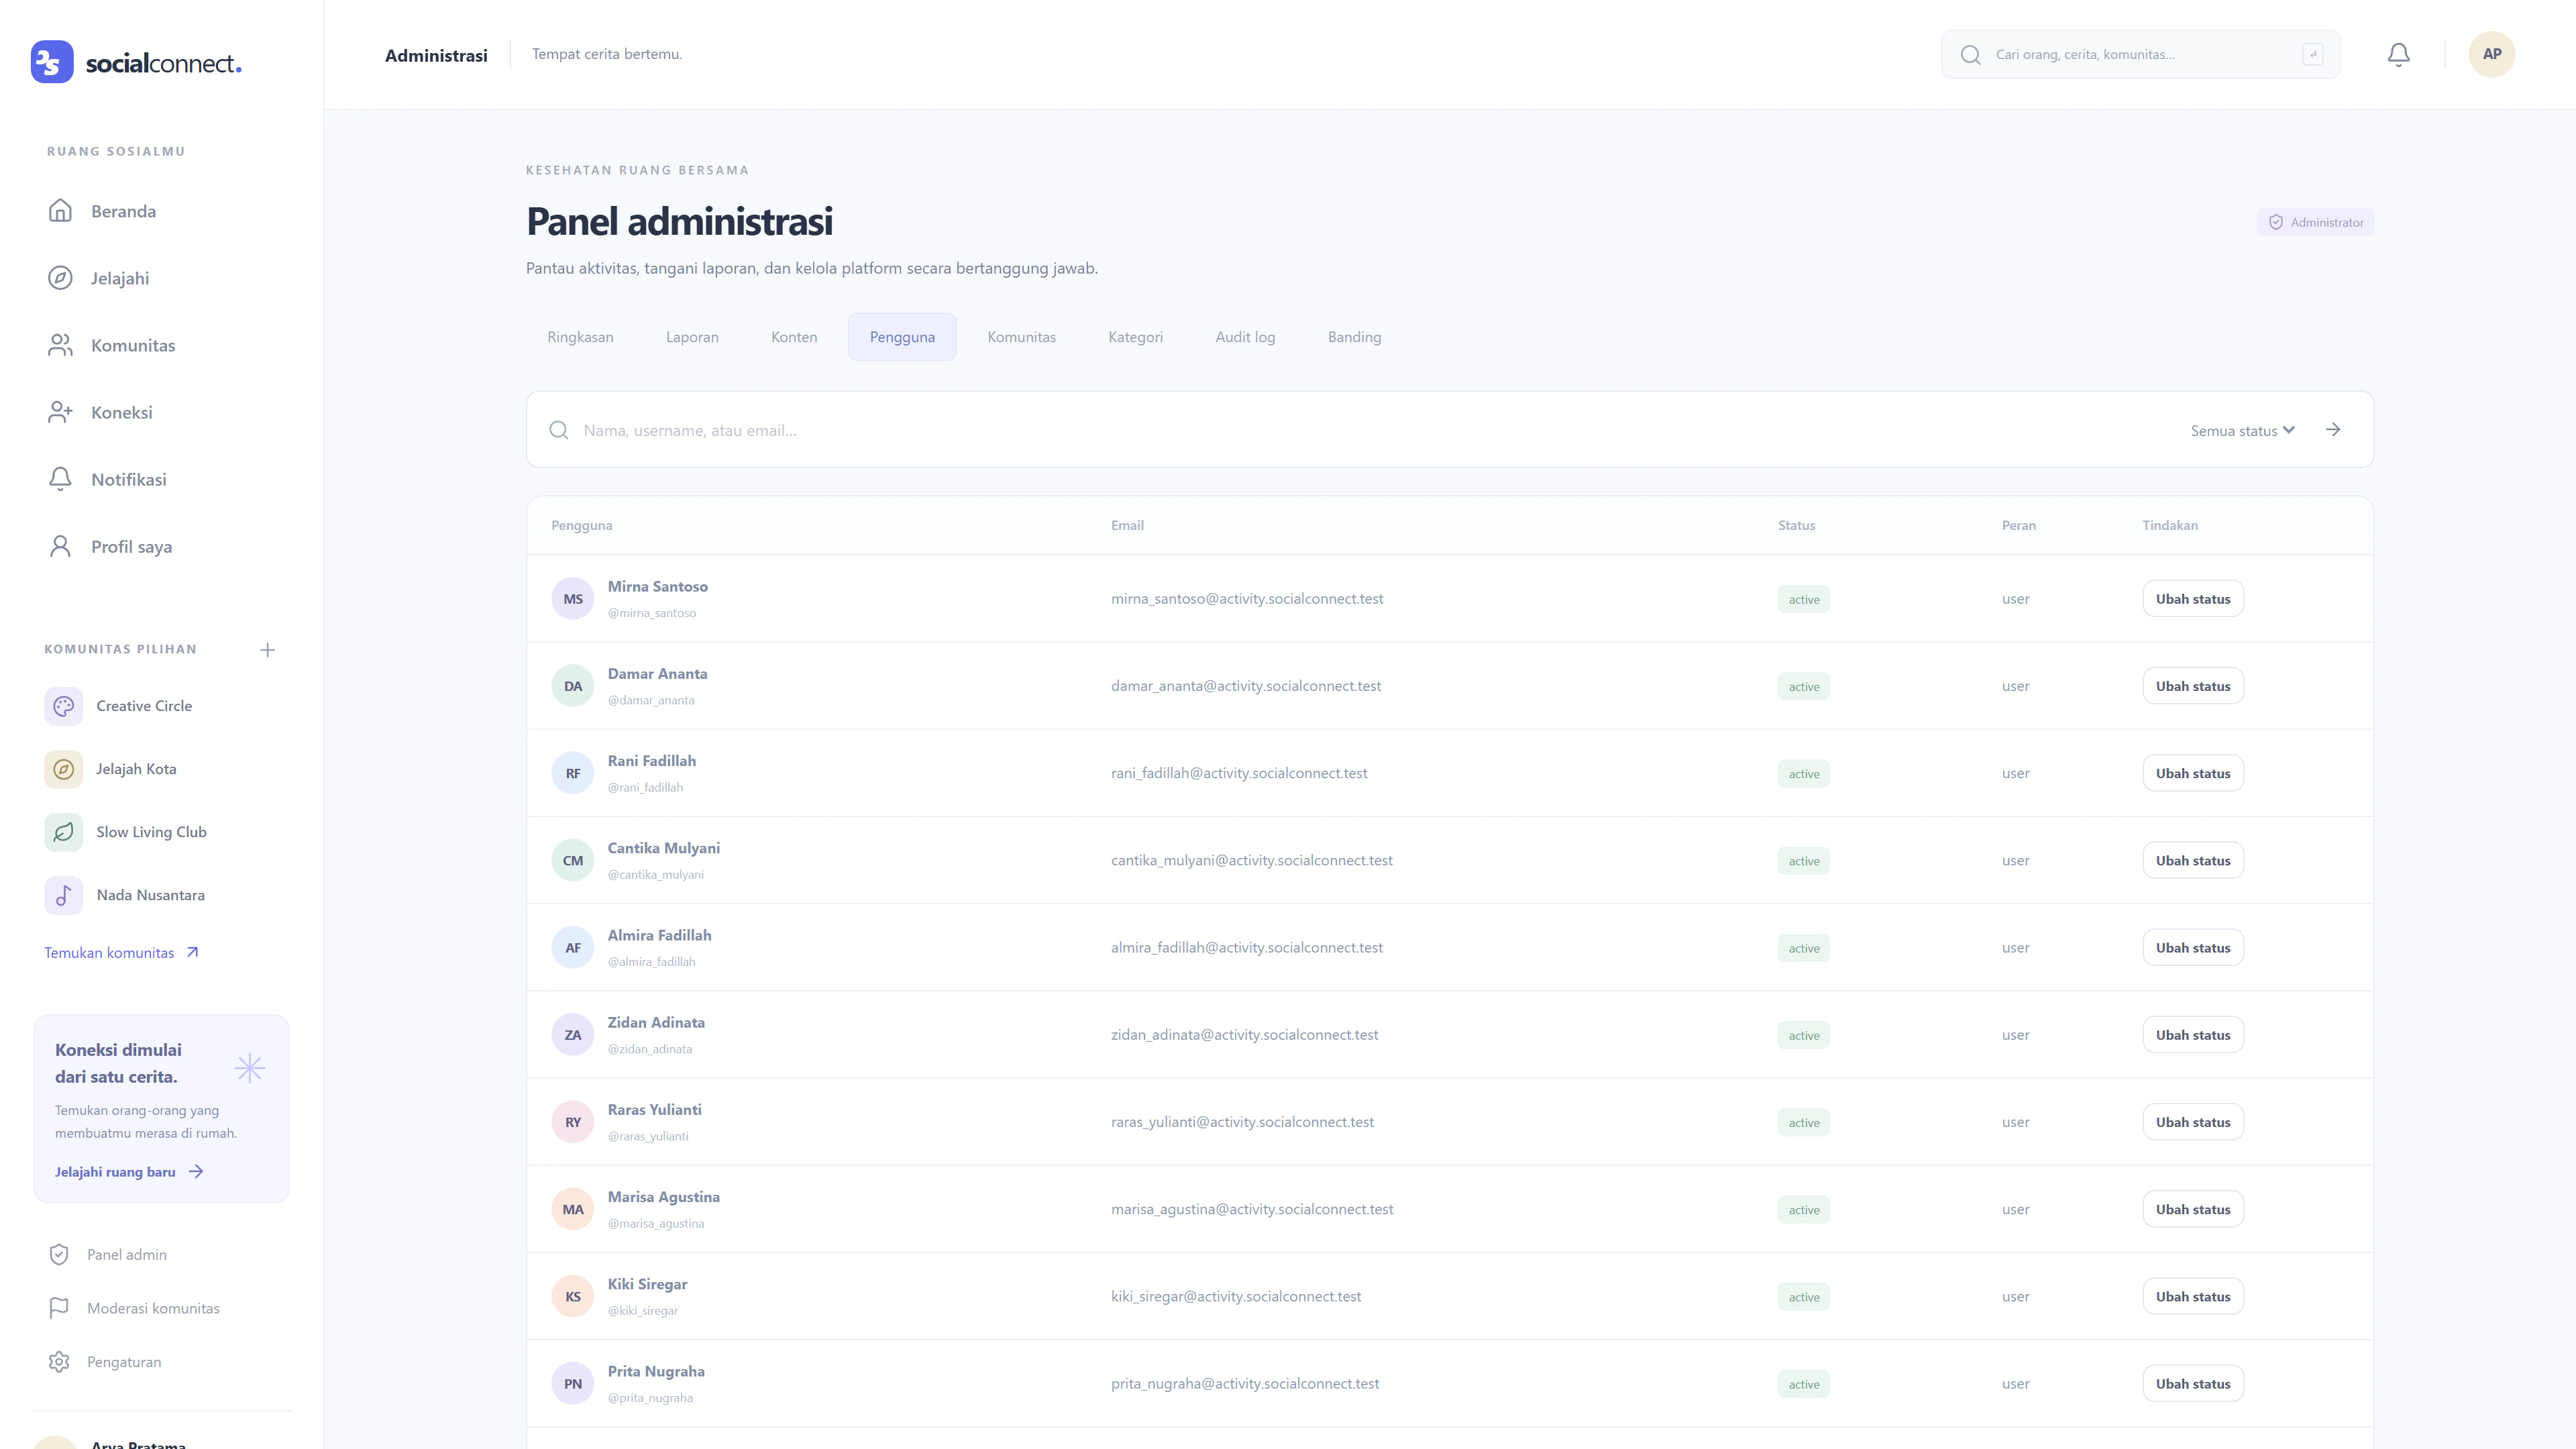 socialconnect.
RUANG SOSIALMU
Beranda
Jelajahi
Komunitas
Koneksi
Notifikasi
Profil saya
KOMUNITAS PILIHAN
Creative Circle
Jelajah Kota
Slow Living Club
Nada Nusantara
Temukan komunitas
Koneksi dimulai
dari satu cerita.
Temukan orang-orang yang
membuatmu merasa di rumah.
Jelajahi ruang baru
Panel admin
Moderasi komunitas
Pengaturan
Arya Pratama
Administrasi
Tempat cerita bertemu.
Cari orang, cerita, komunitas...
AP
KESEHATAN RUANG BERSAMA
Panel administrasi
Administrator
Pantau aktivitas, tangani laporan, dan kelola platform secara bertanggung jawab.
Ringkasan Laporan Konten Pengguna Komunitas Kategori Audit log Banding
Nama, username, atau email...
Semua status
Pengguna Email Status Peran Tindakan
MS Mirna Santoso mirna_santoso@activity.socialconnect.test active user Ubah status
@mirna_santoso
DA Damar Ananta damar_ananta@activity.socialconnect.test active user Ubah status
@damar_ananta
RF Rani Fadillah rani_fadillah@activity.socialconnect.test active user Ubah status
@rani_fadillah
CM Cantika Mulyani cantika_mulyani@activity.socialconnect.test active user Ubah status
@cantika_mulyani
AF Almira Fadillah almira_fadillah@activity.socialconnect.test active user Ubah status
@almira_fadillah
ZA Zidan Adinata zidan_adinata@activity.socialconnect.test active user Ubah status
@zidan_adinata
RY Raras Yulianti raras_yulianti@activity.socialconnect.test active user Ubah status
@raras_yulianti
MA Marisa Agustina marisa_agustina@activity.socialconnect.test active user Ubah status
@marisa_agustina
KS Kiki Siregar kiki_siregar@activity.socialconnect.test active user Ubah status
@kiki_siregar
PN Prita Nugraha prita_nugraha@activity.socialconnect.test active user Ubah status
@prita_nugraha